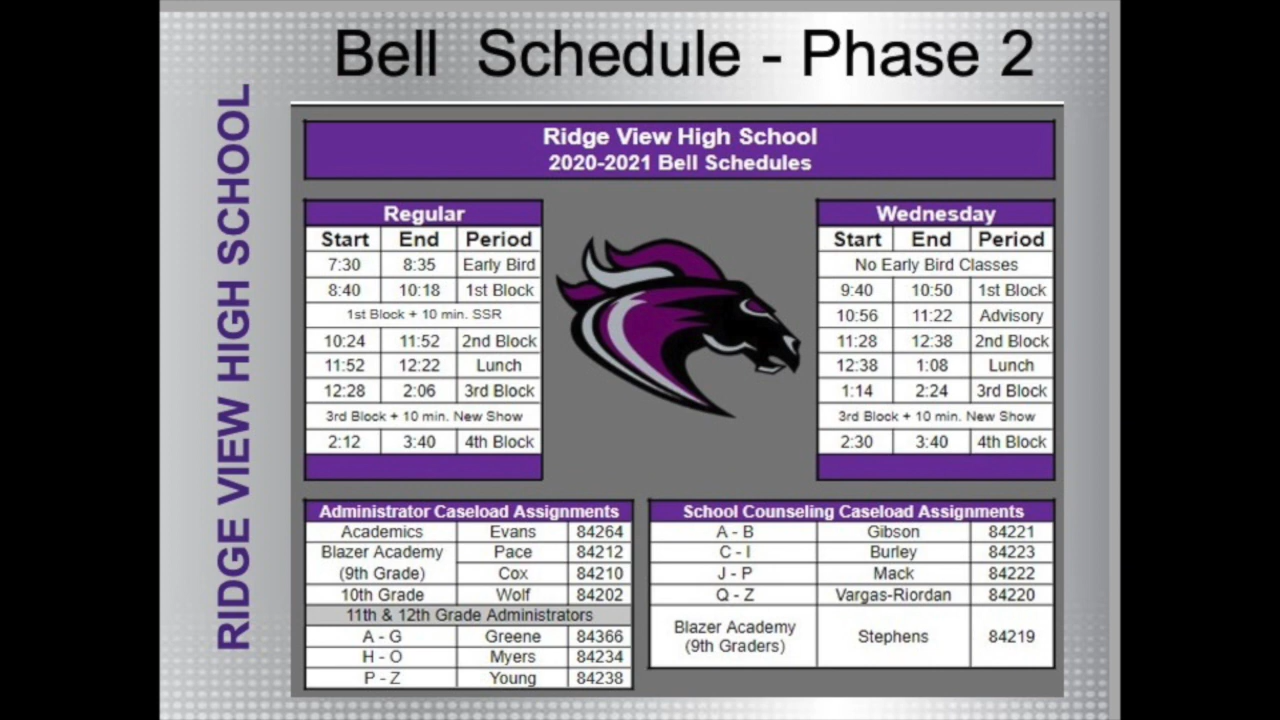 Bell Schedule - Phase 2
RIDGE VIEW HIGH SCHOOL
Ridge View High School
2020-2021 Bell Schedules
Regular
Start End Period
7:30 8:35 Early Bird
8:40 10:18 1st Block
1st Block + 10 min. SSR
10:24 11:52 2nd Block
11:52 12:22 Lunch
12:28 2:06 3rd Block
3rd Block + 10 min. New Show
2:12 3:40 4th Block
Wednesday
Start End Period
No Early Bird Classes
9:40 10:50 1st Block
10:56 11:22 Advisory
11:28 12:38 2nd Block
12:38 1:08 Lunch
1:14 2:24 3rd Block
3rd Block + 10 min. New Show
2:30 3:40 4th Block
Administrator Caseload Assignments
Academics Evans 84264
Blazer Academy Pace 84212
(9th Grade) Cox 84210
10th Grade Wolf 84202
11th & 12th Grade Administrators
A - G Greene 84366
H - O Myers 84234
P - Z Young 84238
School Counseling Caseload Assignments
A - B Gibson 84221
C - I Burley 84223
J - P Mack 84222
Q - Z Vargas-Riordan 84220
Blazer Academy
(9th Graders) Stephens 84219